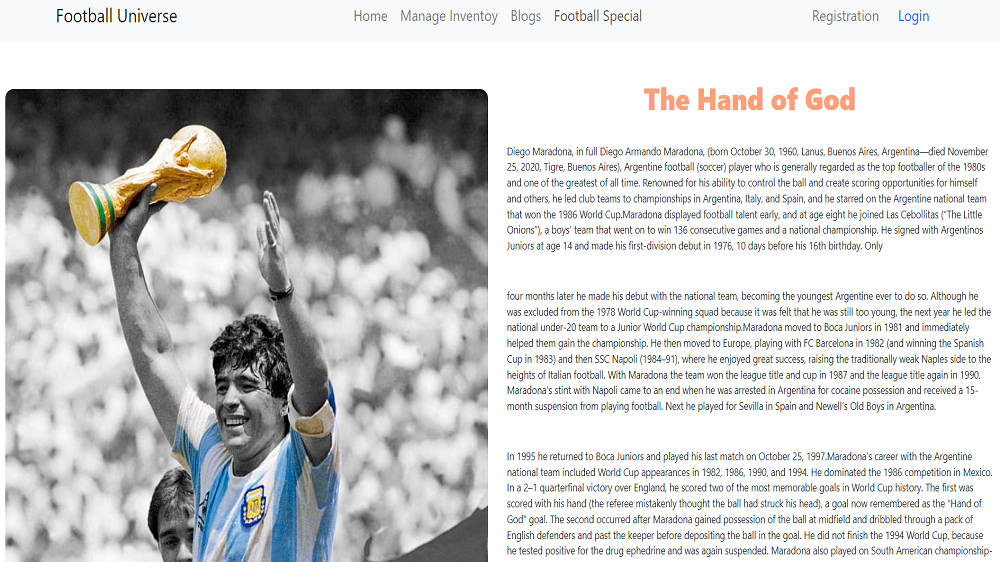 Football Universe
Home Manage Inventoy Blogs Football Special
Registration Login
The Hand of God
Diego Maradona, in full Diego Armando Maradona, (born October 30, 1960, Lanus, Buenos Aires, Argentina—died November
25, 2020, Tigre, Buenos Aires), Argentine football (soccer) player who is generally regarded as the top footballer of the 1980s
and one of the greatest of all time. Renowned for his ability to control the ball and create scoring opportunities for himself
and others, he led club teams to championships in Argentina, Italy, and Spain, and he starred on the Argentine national team
that won the 1986 World Cup.Maradona displayed football talent early, and at age eight he joined Las Cebollitas (“The Little
Onions”), a boys’ team that went on to win 136 consecutive games and a national championship. He signed with Argentinos
Juniors at age 14 and made his first-division debut in 1976, 10 days before his 16th birthday. Only
four months later he made his debut with the national team, becoming the youngest Argentine ever to do so. Although he
was excluded from the 1978 World Cup-winning squad because it was felt that he was still too young, the next year he led the
national under-20 team to a Junior World Cup championship.Maradona moved to Boca Juniors in 1981 and immediately
helped them gain the championship. He then moved to Europe, playing with FC Barcelona in 1982 (and winning the Spanish
Cup in 1983) and then SSC Napoli (1984–91), where he enjoyed great success, raising the traditionally weak Naples side to the
heights of Italian football. With Maradona the team won the league title and cup in 1987 and the league title again in 1990.
Maradona’s stint with Napoli came to an end when he was arrested in Argentina for cocaine possession and received a 15-
month suspension from playing football. Next he played for Sevilla in Spain and Newell’s Old Boys in Argentina.
In 1995 he returned to Boca Juniors and played his last match on October 25, 1997.Maradona’s career with the Argentine
national team included World Cup appearances in 1982, 1986, 1990, and 1994. He dominated the 1986 competition in Mexico.
In a 2–1 quarterfinal victory over England, he scored two of the most memorable goals in World Cup history. The first was
scored with his hand (the referee mistakenly thought the ball had struck his head), a goal now remembered as the “Hand of
God” goal. The second occurred after Maradona gained possession of the ball at midfield and dribbled through a pack of
English defenders and past the keeper before depositing the ball in the goal. He did not finish the 1994 World Cup, because
he tested positive for the drug ephedrine and was again suspended. Maradona also played on South American championship-